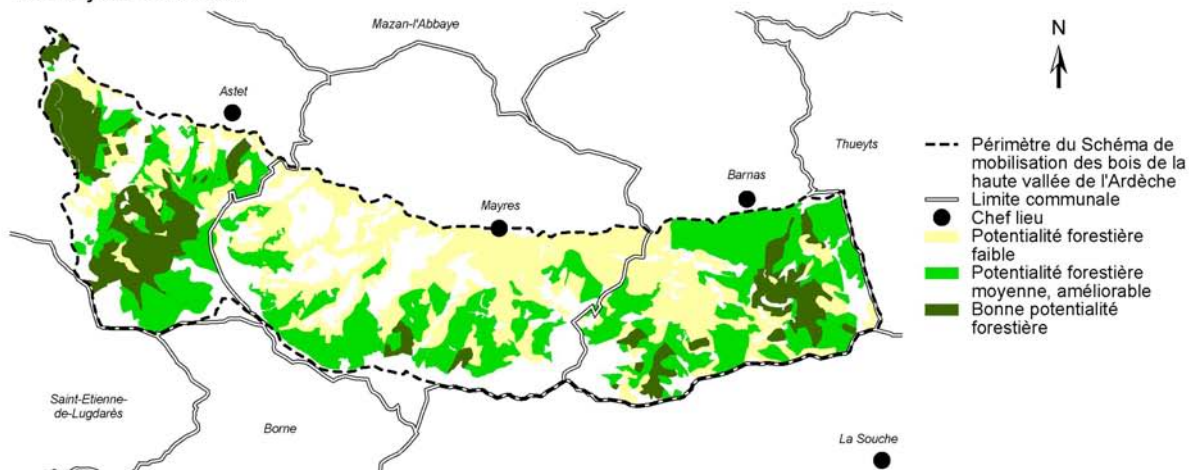 Mazan-l'Abbaye
N
Astet
Thueyts
Barnas
Mayres
Périmètre du Schéma de
mobilisation des bois de la
haute vallée de l'Ardèche
Limite communale
Chef lieu
Potentialité forestière
faible
Potentialité forestière
moyenne, améliorable
Bonne potentialité
forestière
Saint-Etienne-
de-Lugdarès
Borne
La Souche